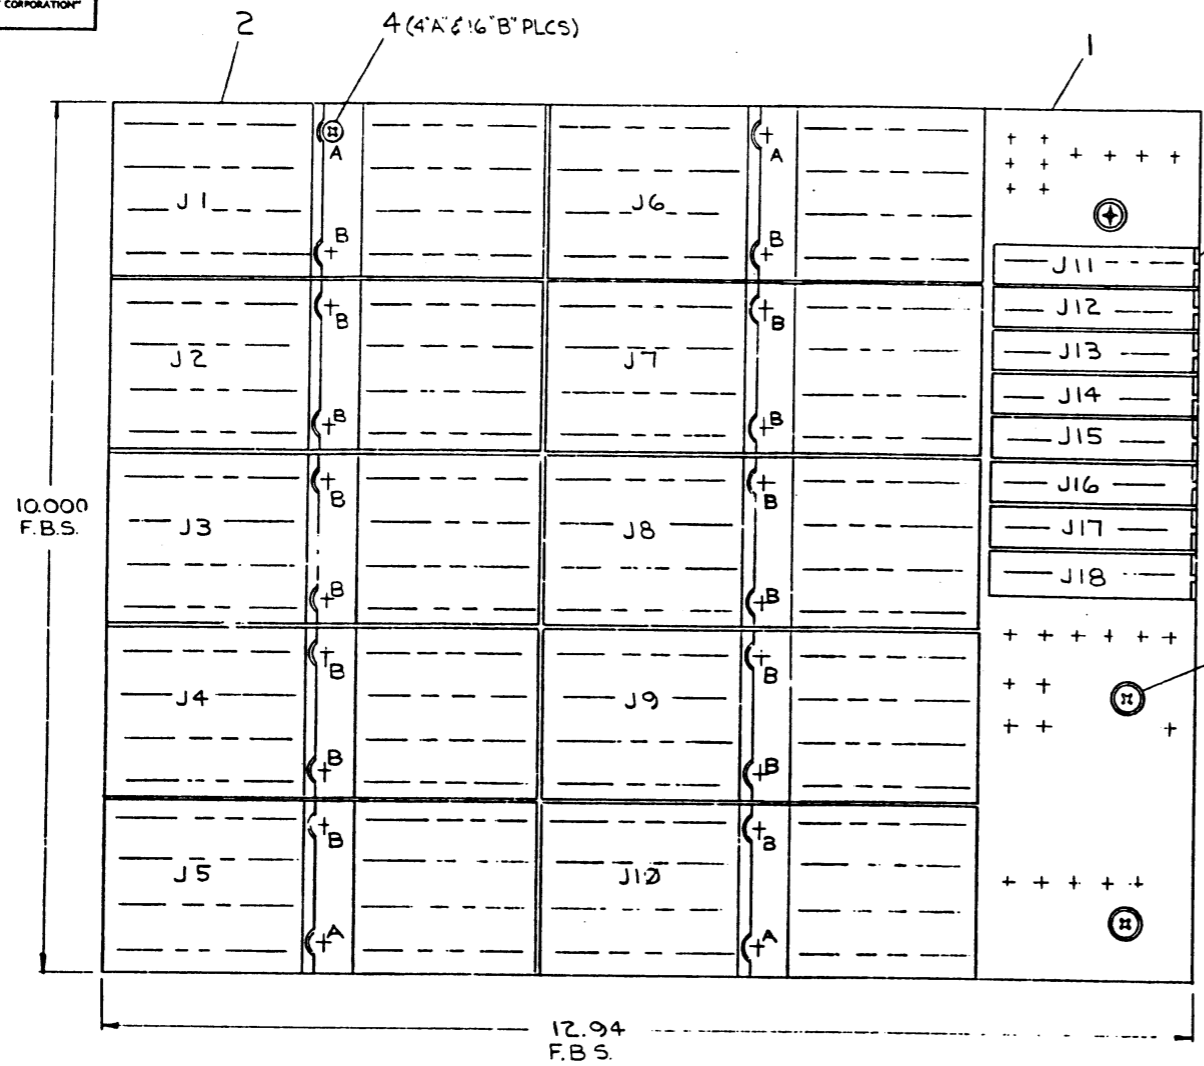 CORPORATION"
2
4 (4"A" & 16 "B" PLCS)
1
A
A
J1
J6
B
B
J11
B
B
J12
J2
J7
J13
J14
B
B
J15
B
B
J16
10.000
F.B.S.
J3
J8
J17
J18
B
B
B
B
J4
J9
B
B
B
B
J5
J10
A
A
12.94
F.B S.